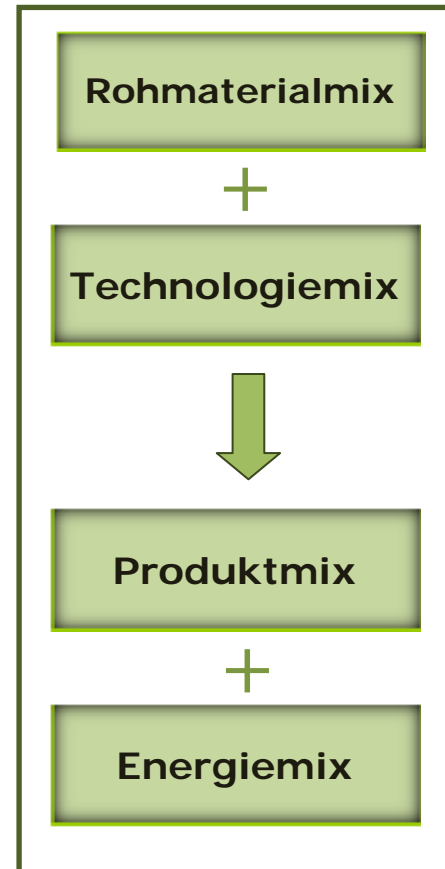 Rohmaterialmix
+
Technologiemix
Produktmix
+
Energiemix